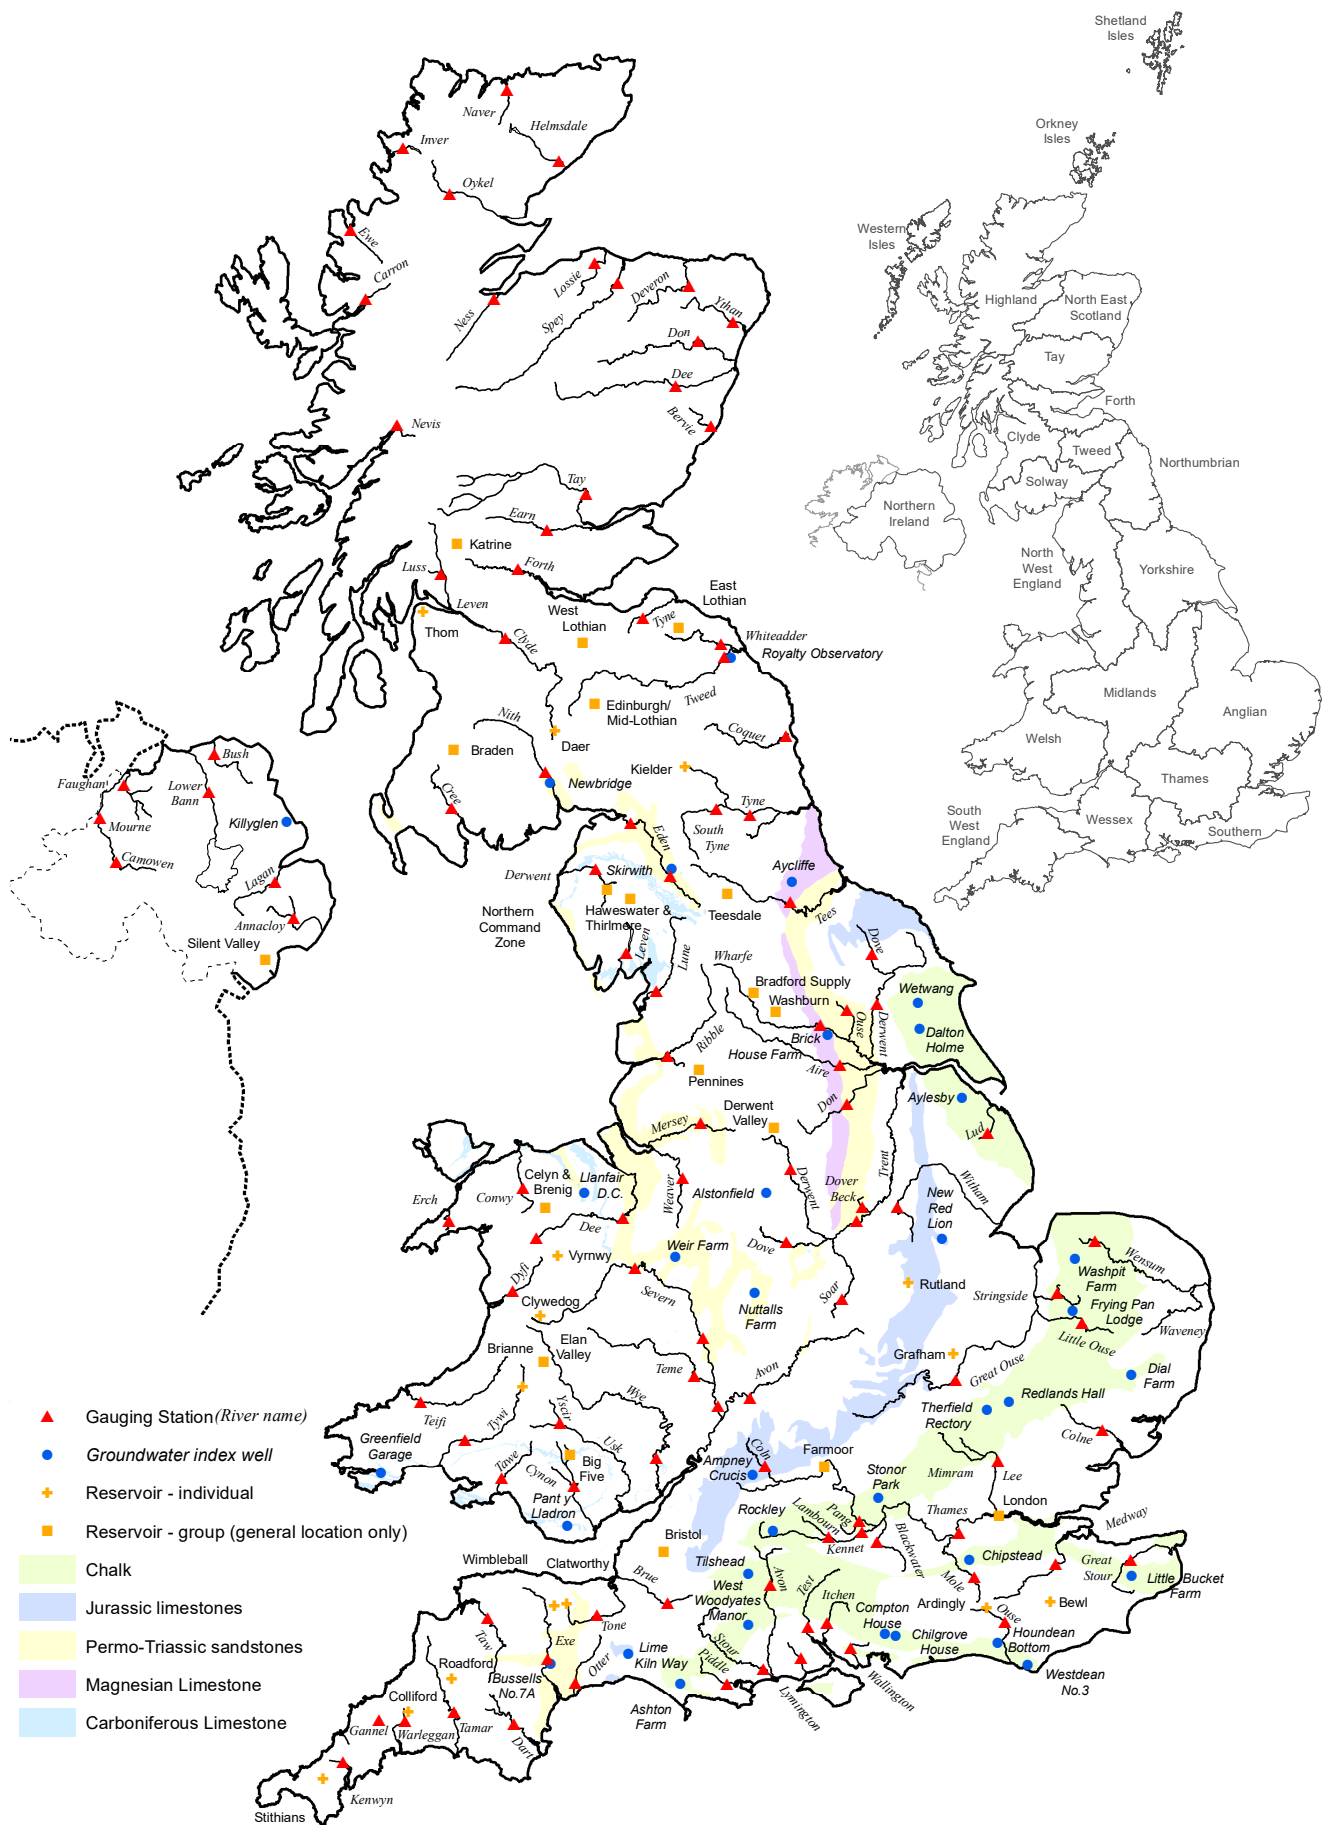 Shetland
Isles
Orkney
Isles
Western
Isles
Highland
North East
Scotland
Tay
Forth
Clyde
Tweed
Solway
Northumbrian
Northern
Ireland
North
West
England
Yorkshire
Midlands
Anglian
Welsh
Thames
South
West
England
Wessex
Southern
Naver
Helmsdale
Inver
Oykel
Ewe
Carron
Ness
Lossie
Spey
Deveron
Ythan
Don
Dee
Bervie
Nevis
Tay
Earn
Katrine
Forth
Luss
Leven
Thom
Clyde
West
Lothian
East
Lothian
Tyne
Whiteadder
Royalty Observatory
Tweed
Edinburgh/
Mid-Lothian
Nith
Daer
Braden
Coquet
Kielder
Newbridge
Cree
Tyne
South
Tyne
Eden
Bush
Faughan
Lower
Bann
Mourne
Killyglen
Camowen
Lagan
Annacloy
Silent Valley
Derwent
Skirwith
Aycliffe
Northern
Command
Zone
Haweswater &
Thirlmere
Teesdale
Tees
Leven
Lune
Wharfe
Dove
Bradford Supply
Washburn
Wetwang
Ouse
Derwent
Dalton
Holme
Brick
House Farm
Ribble
Aire
Pennines
Don
Aylesby
Lud
Derwent
Valley
Mersey
Trent
Celyn &
Brenig
Llanfair
D.C.
Conwy
Erch
Weaver
Alstonfield
Derwent
Dover
Beck
New
Red
Lion
Witham
Dee
Vyrnwy
Weir Farm
Dove
Dyfi
Clywedog
Severn
Nuttalls
Farm
Soar
Rutland
Stringside
Washpit
Farm
Wensum
Frying Pan
Lodge
Waveney
Little Ouse
Brianne
Elan
Valley
Teme
Avon
Grafham
Great Ouse
Dial
Farm
Redlands Hall
Therfield
Rectory
Teifi
Tywi
Yscir
Wye
Usk
Colne
Greenfield
Garage
Tawe
Cynon
Big
Five
Pant y
Lladron
Coln
Ampney
Crucis
Farmoor
Stonor
Park
Mimram
Lee
London
Thames
Medway
Rockley
Lambourn
Pang
Kennet
Blackwater
Bristol
Tilshead
Chipstead
Great
Stour
Little Bucket
Farm
Wimbleball
Clatworthy
Brue
West
Woodyates
Manor
Avon
Test
Itchen
Mole
Ardingly
Bewl
Compton
House
Chilgrove
House
Ouse
Houndean
Bottom
Westdean
No.3
Taw
Exe
Tone
Roadford
Bussells
No.7A
Otter
Lime
Kiln Way
Stour
Piddle
Ashton
Farm
Lymington
Wallington
Colliford
Gannel
Warleggan
Tamar
Dart
Kenwyn
Stithians
Gauging Station (River name)
Groundwater index well
Reservoir - individual
Reservoir - group (general location only)
Chalk
Jurassic limestones
Permo-Triassic sandstones
Magnesian Limestone
Carboniferous Limestone